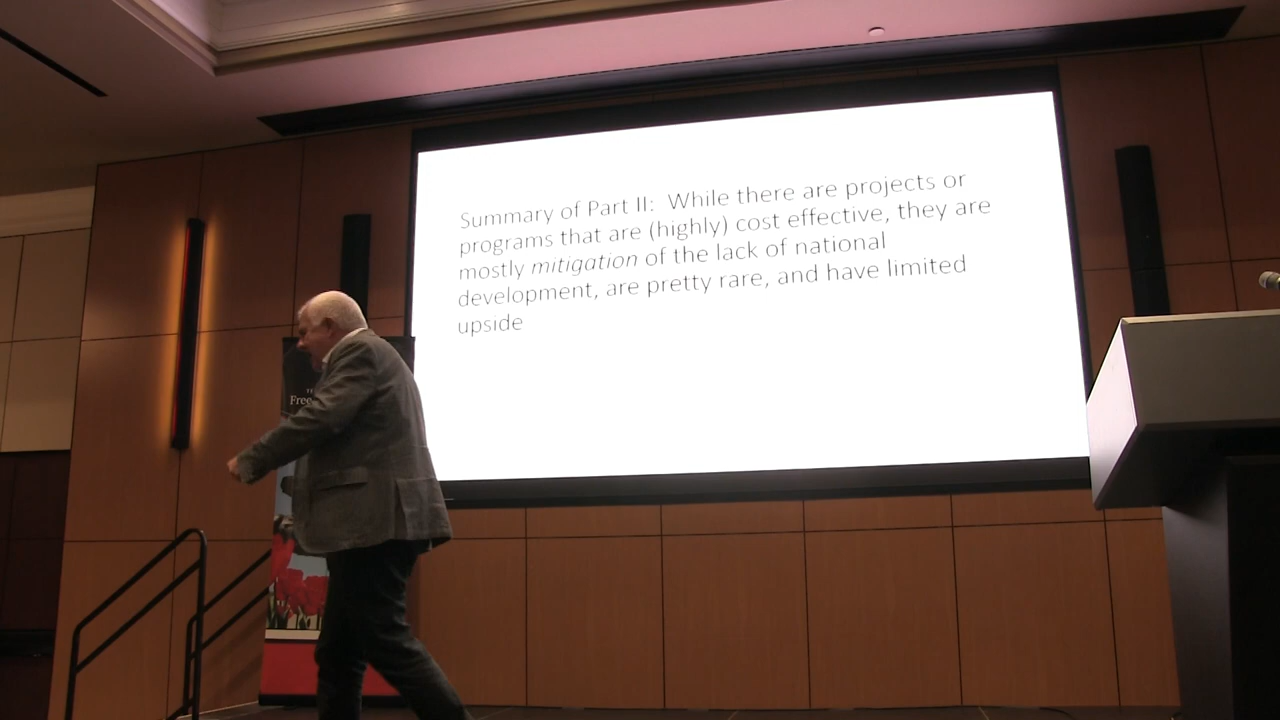 Summary of Part II: While there are projects or
programs that are (highly) cost effective, they are
mostly mitigation of the lack of national
development, are pretty rare, and have limited
upside
Free